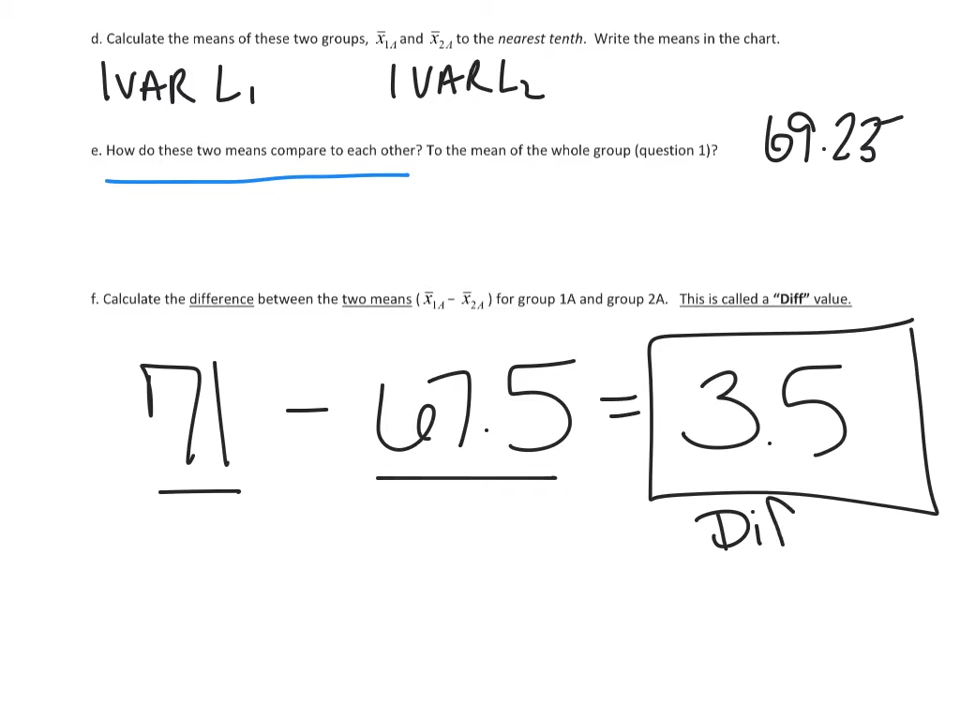 d. Calculate the means of these two groups, x̄₁A and x̄₂A to the nearest tenth. Write the means in the chart.
1VAR L1 1VAR L2
69.25
e. How do these two means compare to each other? To the mean of the whole group (question 1)?
f. Calculate the difference between the two means ( x̄₁A − x̄₂A ) for group 1A and group 2A. This is called a “Diff” value.
71 − 67.5 = 3.5
Dif